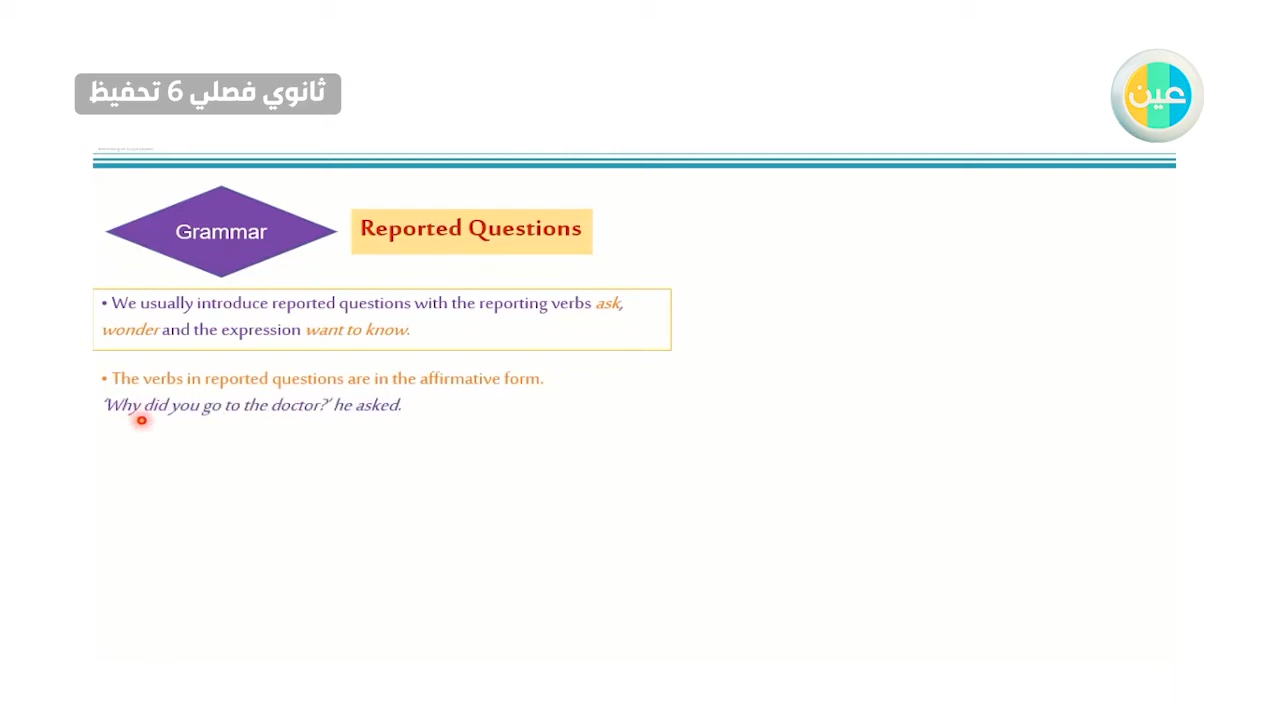 ثانوي فصلي 6 تحفيظ
عين
Grammar
Reported Questions
• We usually introduce reported questions with the reporting verbs ask,
wonder and the expression want to know.
• The verbs in reported questions are in the affirmative form.
‘Why did you go to the doctor?’ he asked.